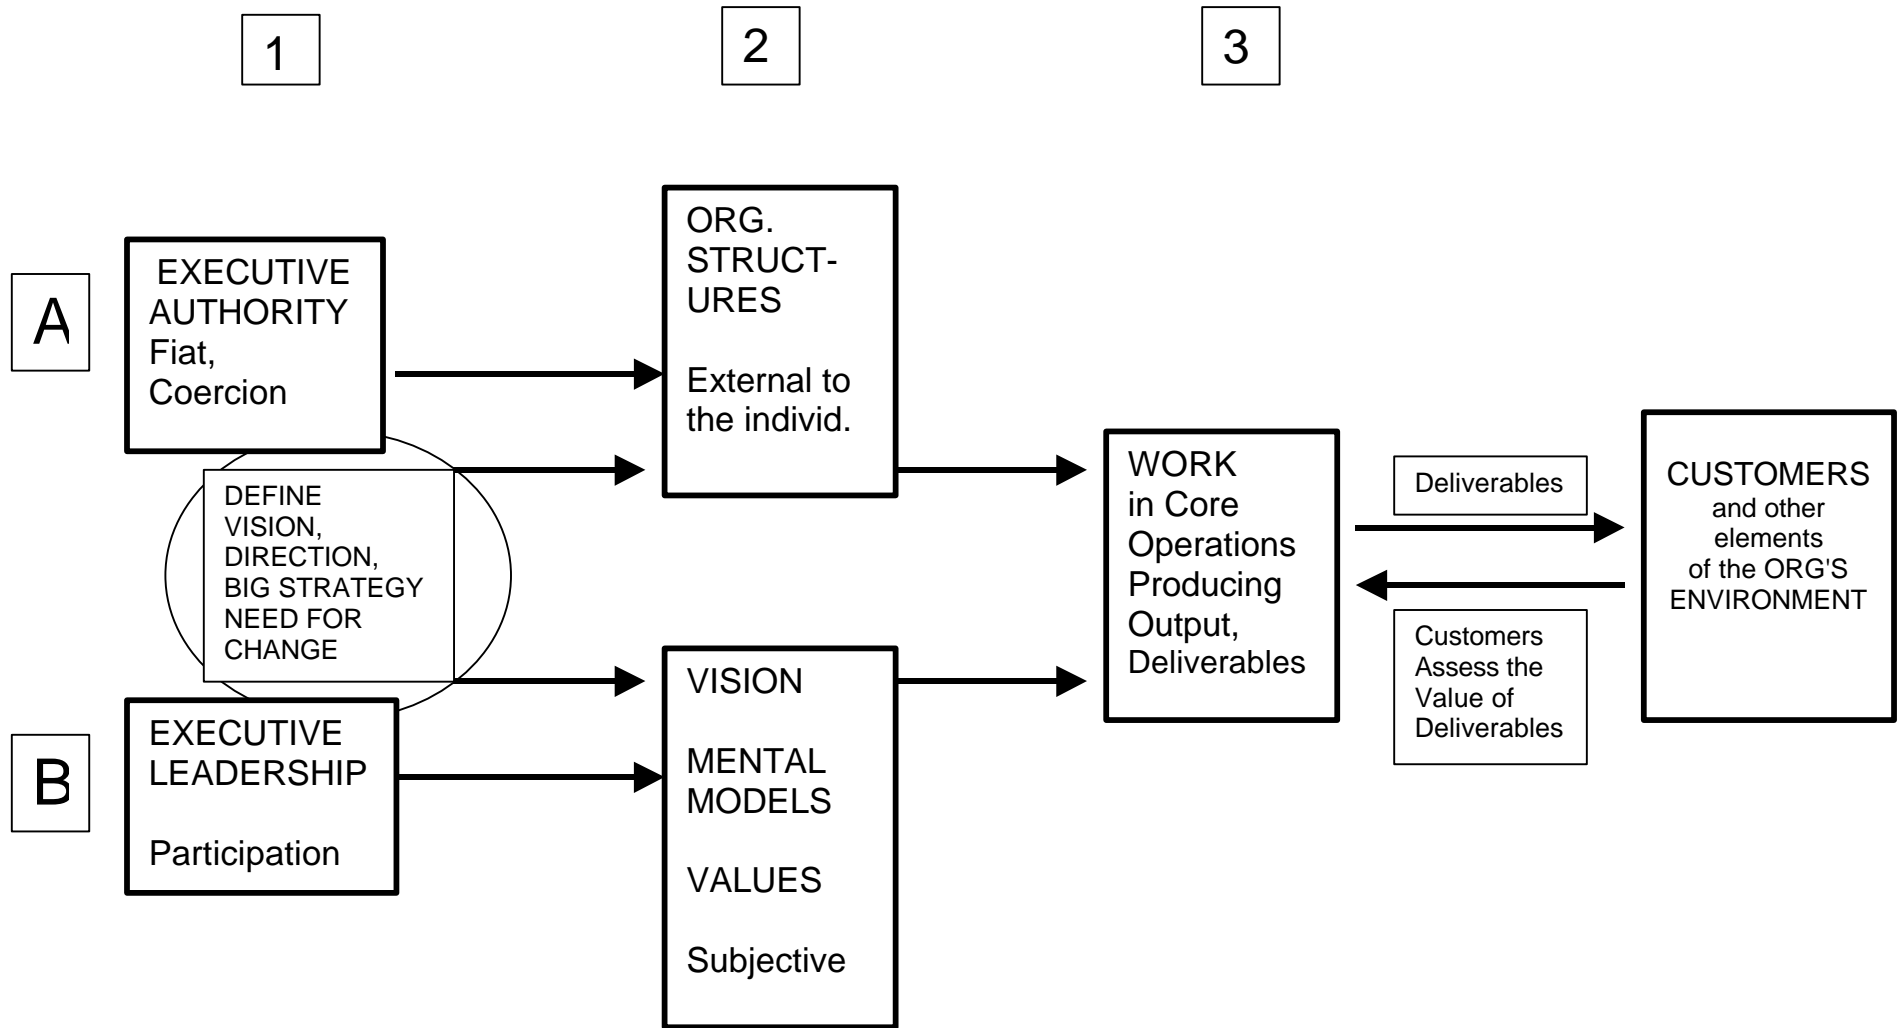 1
2
3
A
EXECUTIVE
AUTHORITY
Fiat,
Coercion
DEFINE
VISION,
DIRECTION,
BIG STRATEGY
NEED FOR
CHANGE
B
EXECUTIVE
LEADERSHIP
Participation
ORG.
STRUCT-
URES
External to
the individ.
VISION
MENTAL
MODELS
VALUES
Subjective
WORK
in Core
Operations
Producing
Output,
Deliverables
Deliverables
Customers
Assess the
Value of
Deliverables
CUSTOMERS
and other
elements
of the ORG'S
ENVIRONMENT